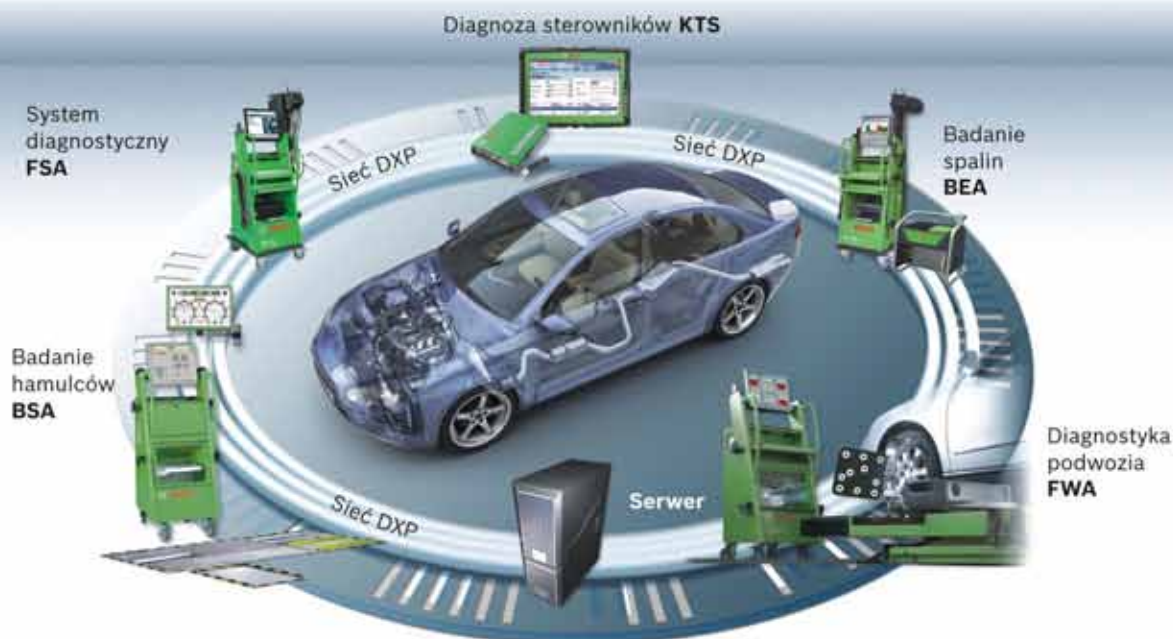 Diagnoza sterowników KTS
System
diagnostyczny
FSA
Sieć DXP
Sieć DXP
Badanie
spalin
BEA
Badanie
hamulców
BSA
Diagnostyka
podwozia
FWA
Serwer
Sieć DXP